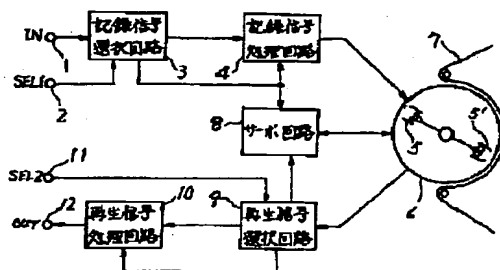 IN
1
記録信号
選択回路
3
記録信号
処理回路
4
7
SEL1
2
サーボ回路
8
5
5'
6
11
SEL2
12
OUT
再生信号
処理回路
10
再生信号
選択回路
9